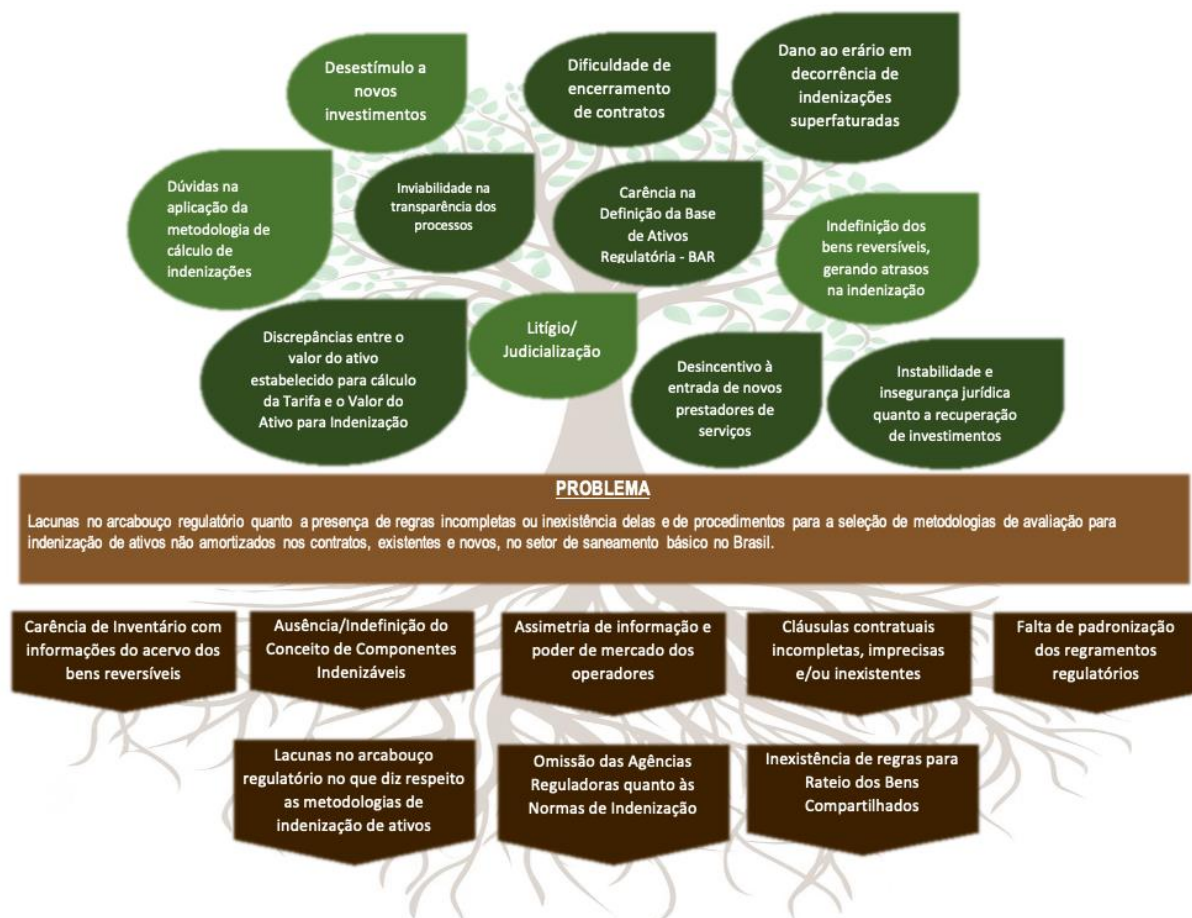 Desestímulo a
novos
investimentos
Dificuldade de
encerramento
de contratos
Dano ao erário em
decorrência de
indenizações
superfaturadas
Dúvidas na
aplicação da
metodologia de
cálculo de
indenizações
Inviabilidade na
transparência dos
processos
Carência na
Definição da Base
de Ativos
Regulatória - BAR
Indefinição dos
bens reversíveis,
gerando atrasos
na indenização
Discrepâncias entre o
valor do ativo
estabelecido para cálculo
da Tarifa e o Valor do
Ativo para Indenização
Litígio/
Judicialização
Desincentivo à
entrada de novos
prestadores de
serviços
Instabilidade e
insegurança jurídica
quanto a recuperação
de investimentos
PROBLEMA
Lacunas no arcabouço regulatório quanto a presença de regras incompletas ou inexistência delas e de procedimentos para a seleção de metodologias de avaliação para
indenização de ativos não amortizados nos contratos, existentes e novos, no setor de saneamento básico no Brasil.
Carência de Inventário com
informações do acervo dos
bens reversíveis
Ausência/Indefinição do
Conceito de Componentes
Indenizáveis
Assimetria de informação e
poder de mercado dos
operadores
Cláusulas contratuais
incompletas, imprecisas
e/ou inexistentes
Falta de padronização
dos regramentos
regulatórios
Lacunas no arcabouço
regulatório no que diz respeito
as metodologias de
indenização de ativos
Omissão das Agências
Reguladoras quanto às
Normas de Indenização
Inexistência de regras para
Rateio dos Bens
Compartilhados